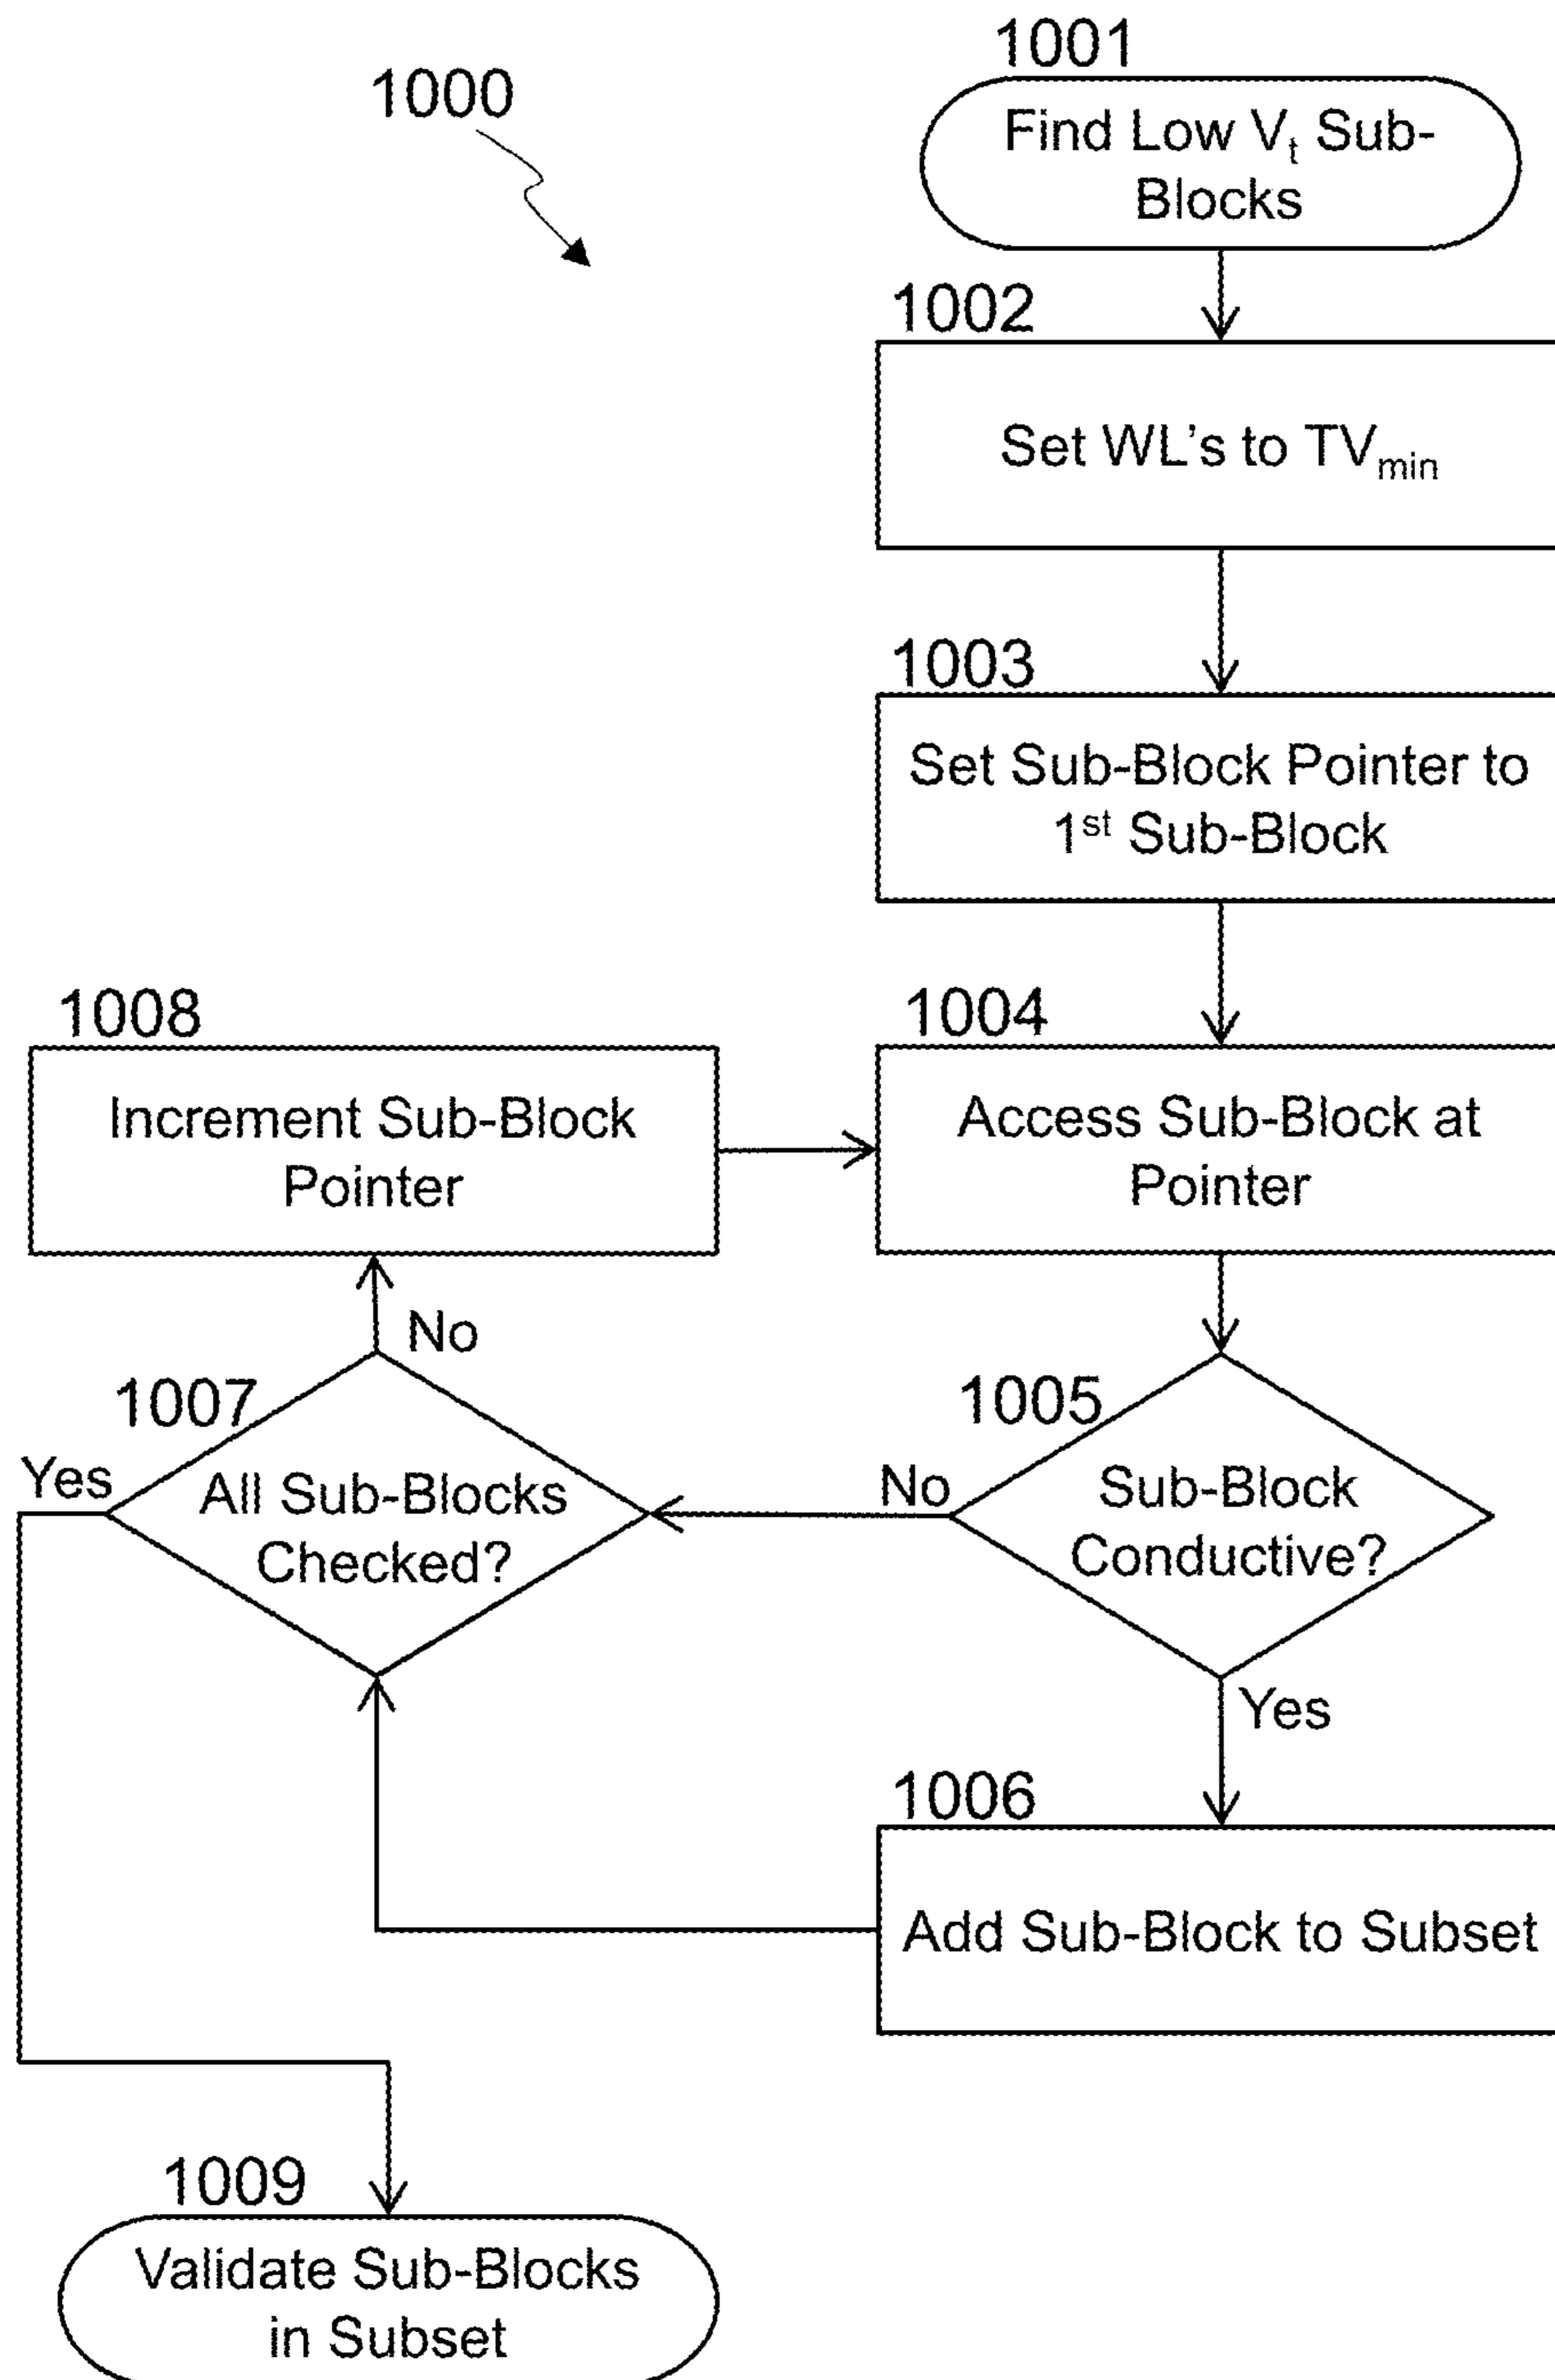 1001
1000
Find Low Vt Sub-
Blocks
1002
Set WL's to TVmin
1003
Set Sub-Block Pointer to
1st Sub-Block
1008
1004
Increment Sub-Block
Pointer
Access Sub-Block at
Pointer
No
1007
1005
Yes
All Sub-Blocks
Checked?
No
Sub-Block
Conductive?
Yes
1006
Add Sub-Block to Subset
1009
Validate Sub-Blocks
in Subset